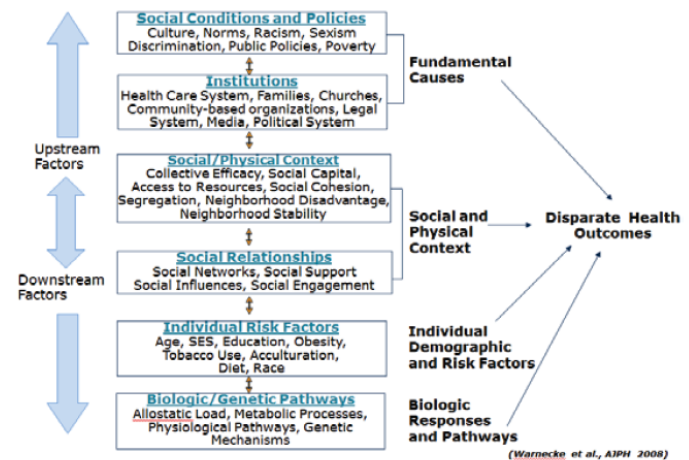 Social Conditions and Policies
Culture, Norms, Racism, Sexism
Discrimination, Public Policies, Poverty
Institutions
Health Care System, Families, Churches,
Community-based organizations, Legal
System, Media, Political System
Fundamental
Causes
Upstream
Factors
Social/Physical Context
Collective Efficacy, Social Capital,
Access to Resources, Social Cohesion,
Segregation, Neighborhood Disadvantage,
Neighborhood Stability
Social and
Physical
Context
Disparate Health
Outcomes
Downstream
Factors
Social Relationships
Social Networks, Social Support
Social Influences, Social Engagement
Individual Risk Factors
Age, SES, Education, Obesity,
Tobacco Use, Acculturation,
Diet, Race
Individual
Demographic
and Risk Factors
Biologic/Genetic Pathways
Allostatic Load, Metabolic Processes,
Physiological Pathways, Genetic
Mechanisms
Biologic
Responses
and Pathways
(Warnecke et al., AJPH 2008)